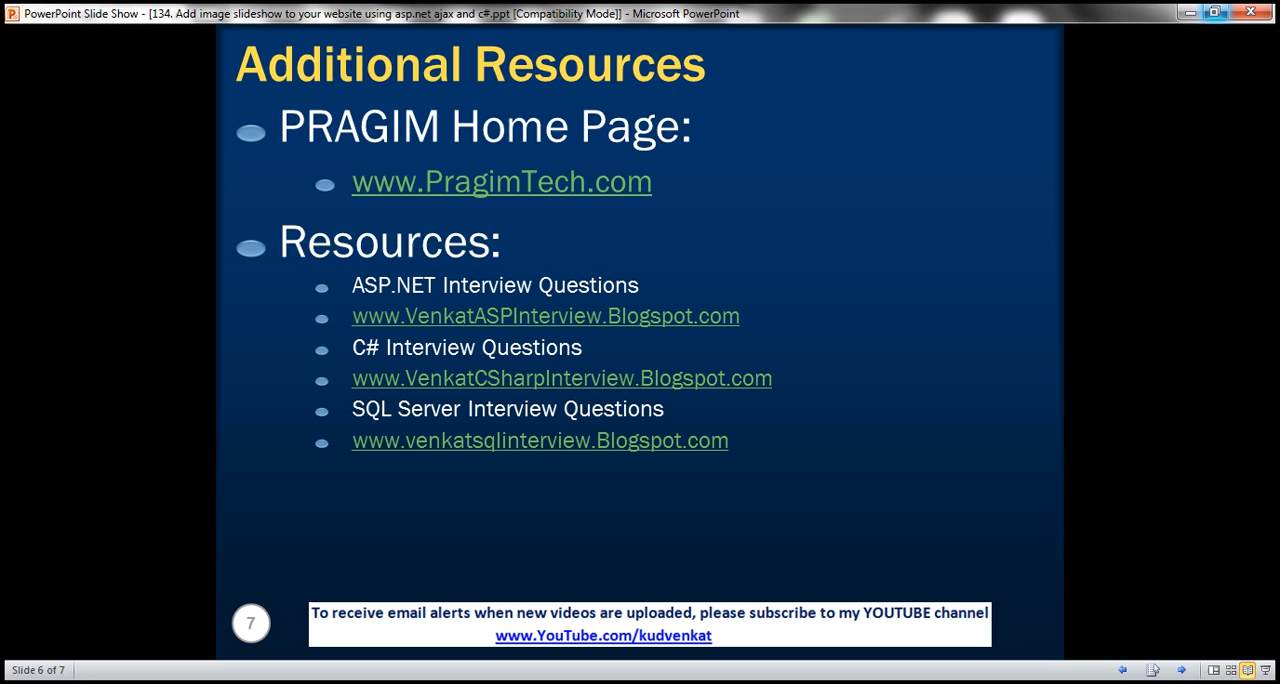 PowerPoint Slide Show - [134. Add image slideshow to your website using asp.net ajax and c#.ppt [Compatibility Mode]] - Microsoft PowerPoint
Additional Resources
PRAGIM Home Page:
www.PragimTech.com
Resources:
ASP.NET Interview Questions
www.VenkatASPInterview.Blogspot.com
C# Interview Questions
www.VenkatCSharpInterview.Blogspot.com
SQL Server Interview Questions
www.venkatsqlinterview.Blogspot.com
7
To receive email alerts when new videos are uploaded, please subscribe to my YOUTUBE channel
www.YouTube.com/kudvenkat
Slide 6 of 7